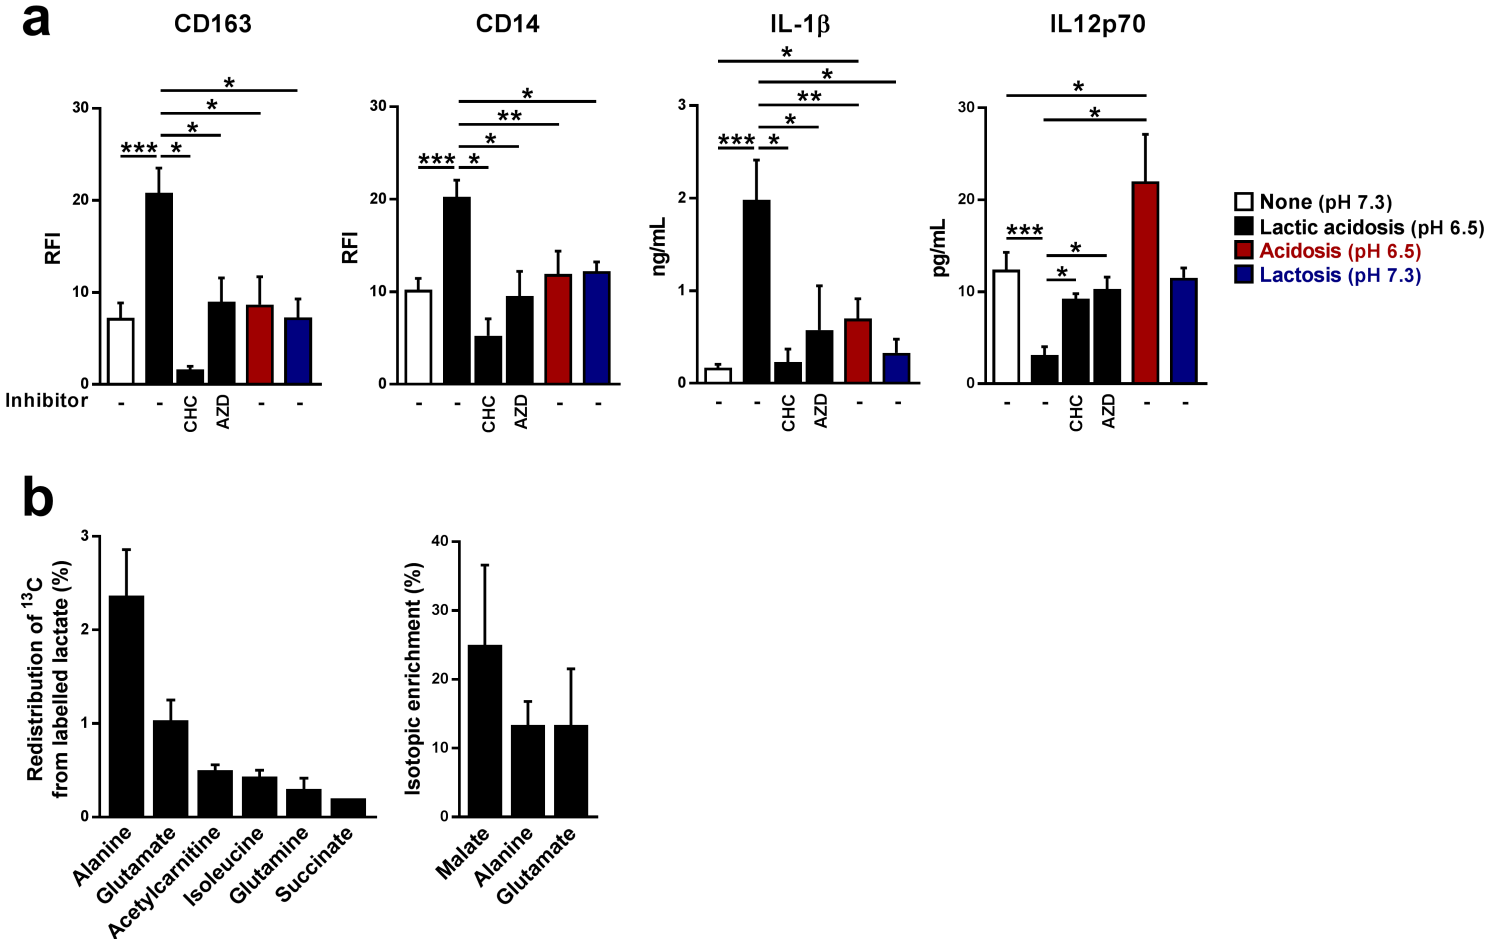 a
CD163
CD14
IL-1β
IL12p70
* * * *** *
30
20
10
0
RFI
* ** * *** *
30
20
10
0
RFI
* * ** * *** *
3
2
1
0
ng/mL
* * *** * *
30
20
10
0
pg/mL
None (pH 7.3)
Lactic acidosis (pH 6.5)
Acidosis (pH 6.5)
Lactosis (pH 7.3)
Inhibitor - - CHC AZD - -
- - CHC AZD - -
- - CHC AZD - -
- - CHC AZD - -
b
Redistribution of 13C
from labelled lactate (%)
3
2
1
0
Alanine
Glutamate
Acetylcarnitine
Isoleucine
Glutamine
Succinate
Isotopic enrichment (%)
40
30
20
10
0
Malate
Alanine
Glutamate